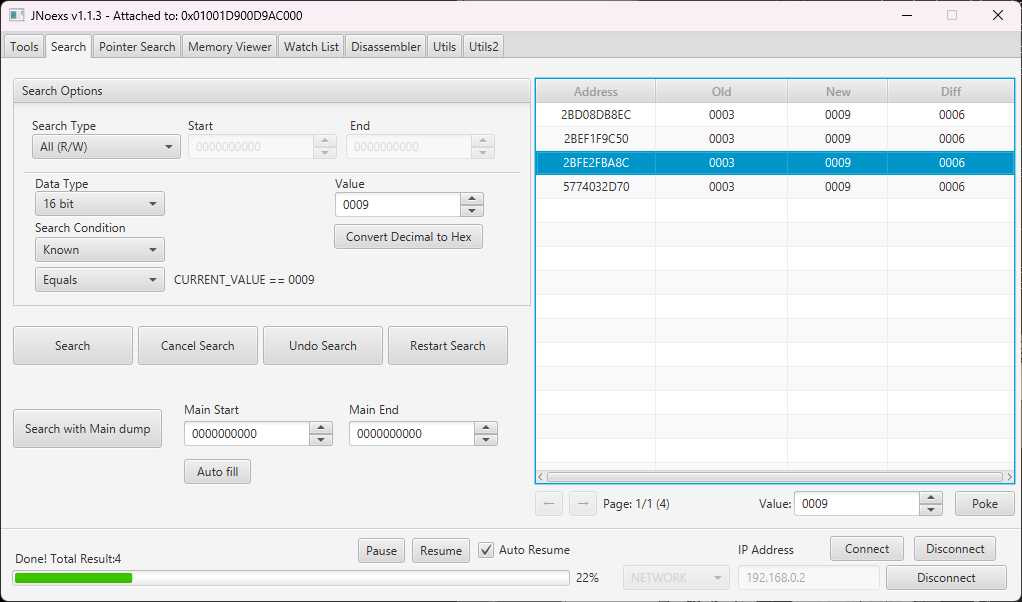 JNoexs v1.1.3 - Attached to: 0x01001D900D9AC000
Tools Search Pointer Search Memory Viewer Watch List Disassembler Utils Utils2
Search Options
Search Type Start End
All (R/W) 0000000000 0000000000
Data Type Value
16 bit 0009
Search Condition
Known Convert Decimal to Hex
Equals CURRENT_VALUE == 0009
Search Cancel Search Undo Search Restart Search
Main Start Main End
Search with Main dump 0000000000 0000000000
Auto fill
Address Old New Diff
2BD08DB8EC 0003 0009 0006
2BEF1F9C50 0003 0009 0006
2BFE2FBA8C 0003 0009 0006
5774032D70 0003 0009 0006
← → Page: 1/1 (4) Value: 0009 Poke
Done! Total Result:4 Pause Resume Auto Resume IP Address Connect Disconnect
22% NETWORK 192.168.0.2 Disconnect